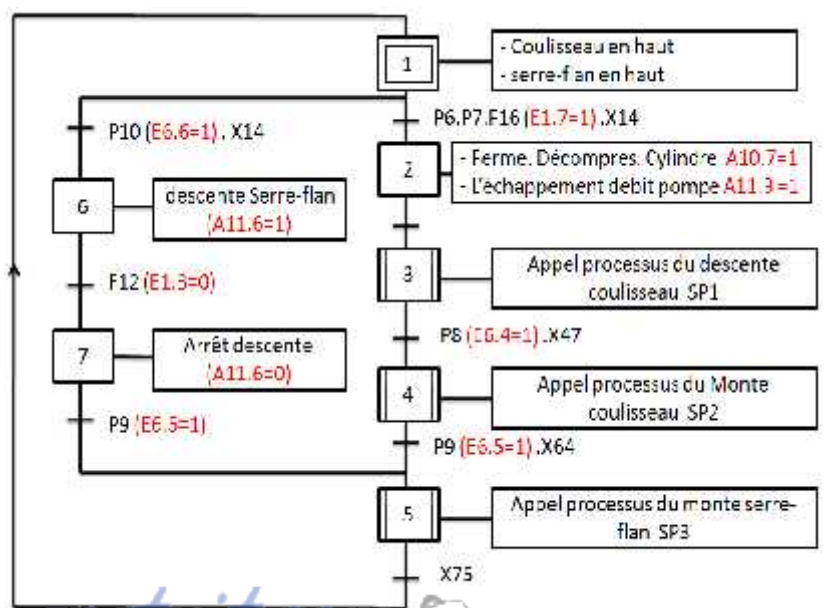 1
- Coulisseau en haut
- serre-flan en haut
P10 (E6.6=1) . X14
P6.P7.F16 (E1.7=1) .X14
2
- Ferme. Décompres. Cylindre A10.7=1
- L'échappement debit pompe A11.3=1
6
descente Serre-flan
(A11.6=1)
3
Appel processus du descente
coulisseau SP1
F12 (E1.3=0)
P8 (E6.4=1) .X47
7
Arrêt descente
(A11.6=0)
4
Appel processus du Monte
coulisseau SP2
P9 (E6.5=1)
P9 (E6.5=1) .X64
5
Appel processus du monte serre-
flan SP3
X75